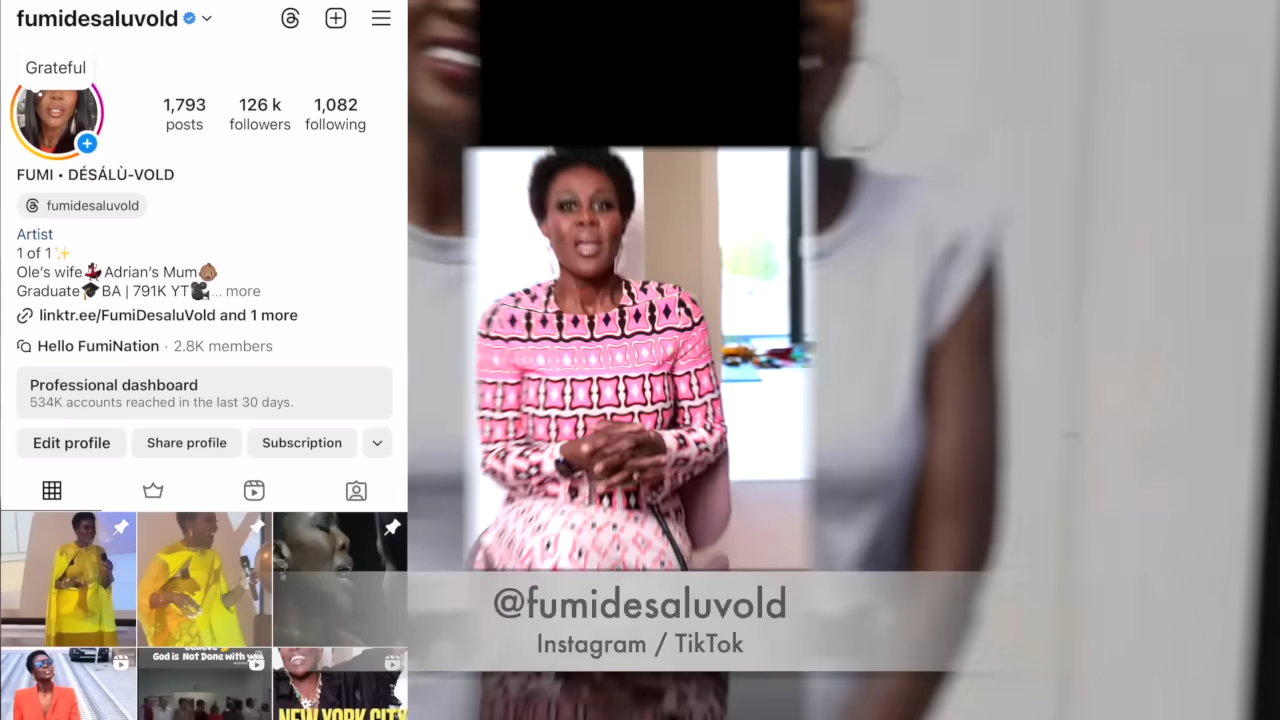 fumidesaluvold
Grateful
1,793 126 k 1,082
posts followers following
FUMI • DÉSÁLÙ-VOLD
fumidesaluvold
Artist
1 of 1✨
Ole’s wife💃🏿Adrian’s Mum👶🏽
Graduate🎓BA | 791K YT🎥... more
linktr.ee/FumiDesaluVold and 1 more
Hello FumiNation · 2.8K members
Professional dashboard
534K accounts reached in the last 30 days.
Edit profile Share profile Subscription
God is Not Done with
NEW YORK CITY
@fumidesaluvold
Instagram / TikTok